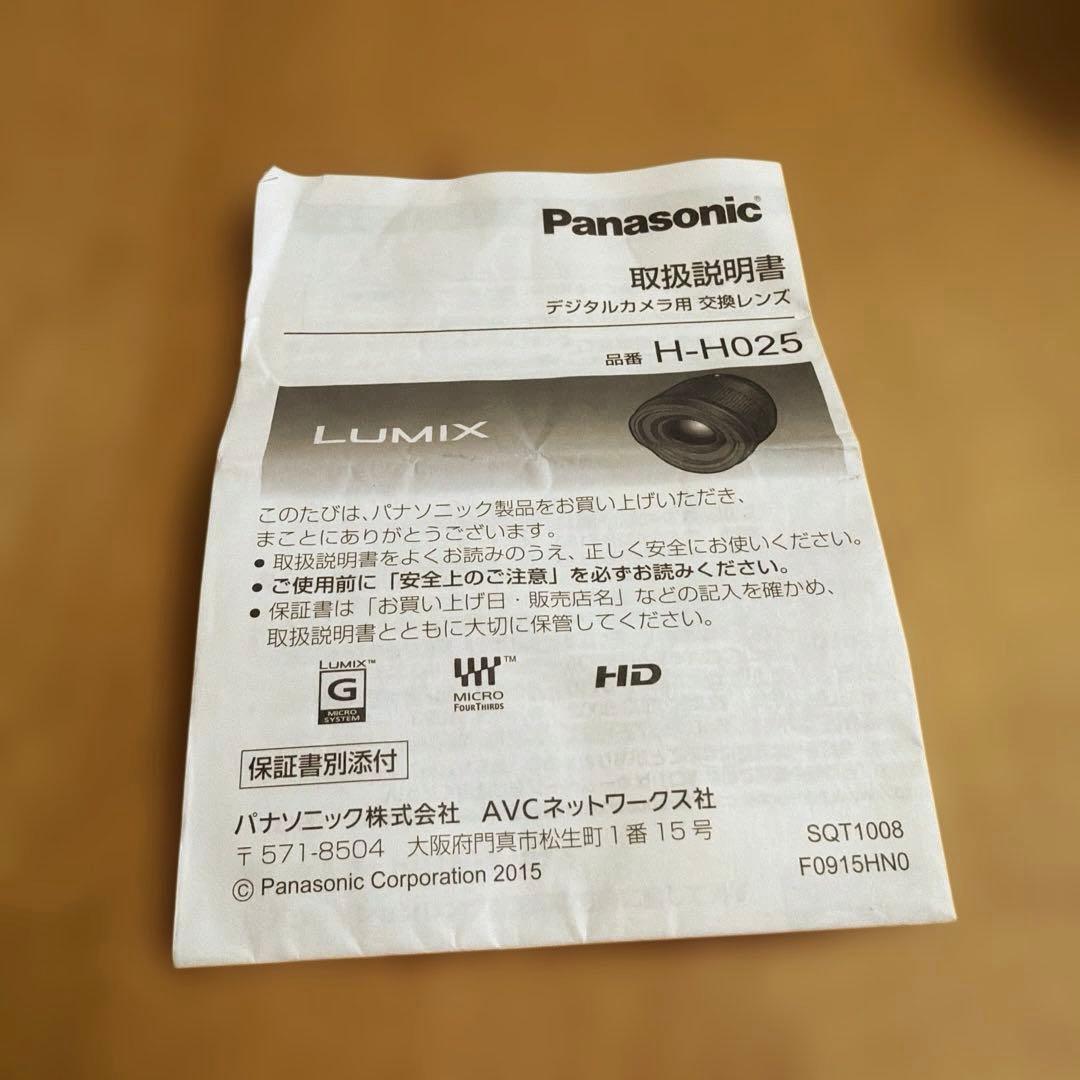 Panasonic®
取扱説明書
デジタルカメラ用 交換レンズ
品番 H-H025
LUMIX
このたびは、パナソニック製品をお買い上げいただき、
まことにありがとうございます。
● 取扱説明書をよくお読みのうえ、正しく安全にお使いください。
● ご使用前に「安全上のご注意」を必ずお読みください。
● 保証書は「お買い上げ日・販売店名」などの記入を確かめ、
取扱説明書とともに大切に保管してください。
LUMIX™
G
MICRO
SYSTEM
™
MICRO
FOURTHIRDS
HD
保証書別添付
パナソニック株式会社 AVCネットワークス社
〒571-8504 大阪府門真市松生町1番15号
© Panasonic Corporation 2015
SQT1008
F0915HN0